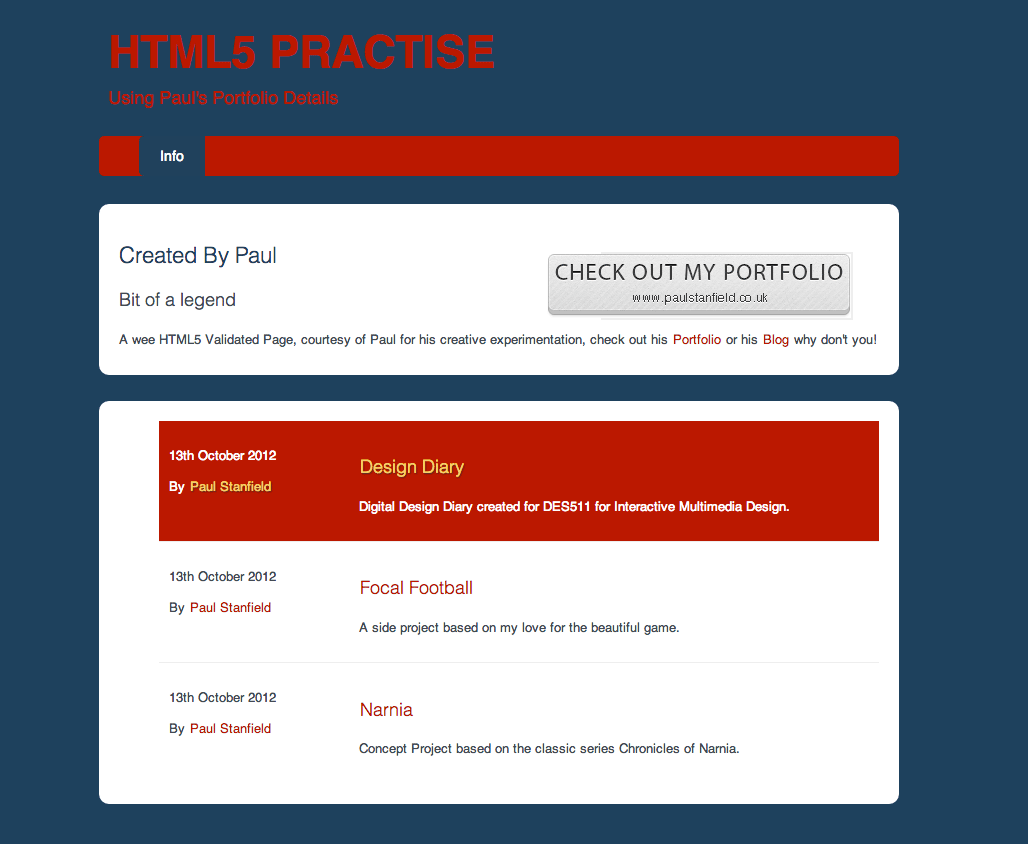 HTML5 PRACTISE
Using Paul's Portfolio Details
Info
Created By Paul
Bit of a legend
CHECK OUT MY PORTFOLIO
www.paulstanfield.co.uk
A wee HTML5 Validated Page, courtesy of Paul for his creative experimentation, check out his Portfolio or his Blog why don't you!
13th October 2012
By Paul Stanfield
Design Diary
Digital Design Diary created for DES511 for Interactive Multimedia Design.
13th October 2012
By Paul Stanfield
Focal Football
A side project based on my love for the beautiful game.
13th October 2012
By Paul Stanfield
Narnia
Concept Project based on the classic series Chronicles of Narnia.